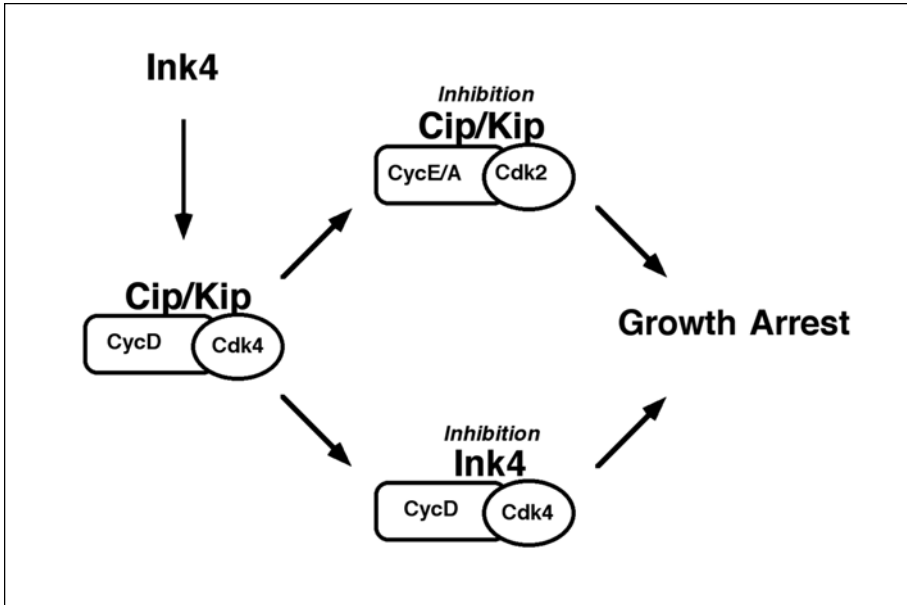 Ink4
Inhibition
Cip/Kip
CycE/A
Cdk2
Cip/Kip
CycD
Cdk4
Growth Arrest
Inhibition
Ink4
CycD
Cdk4